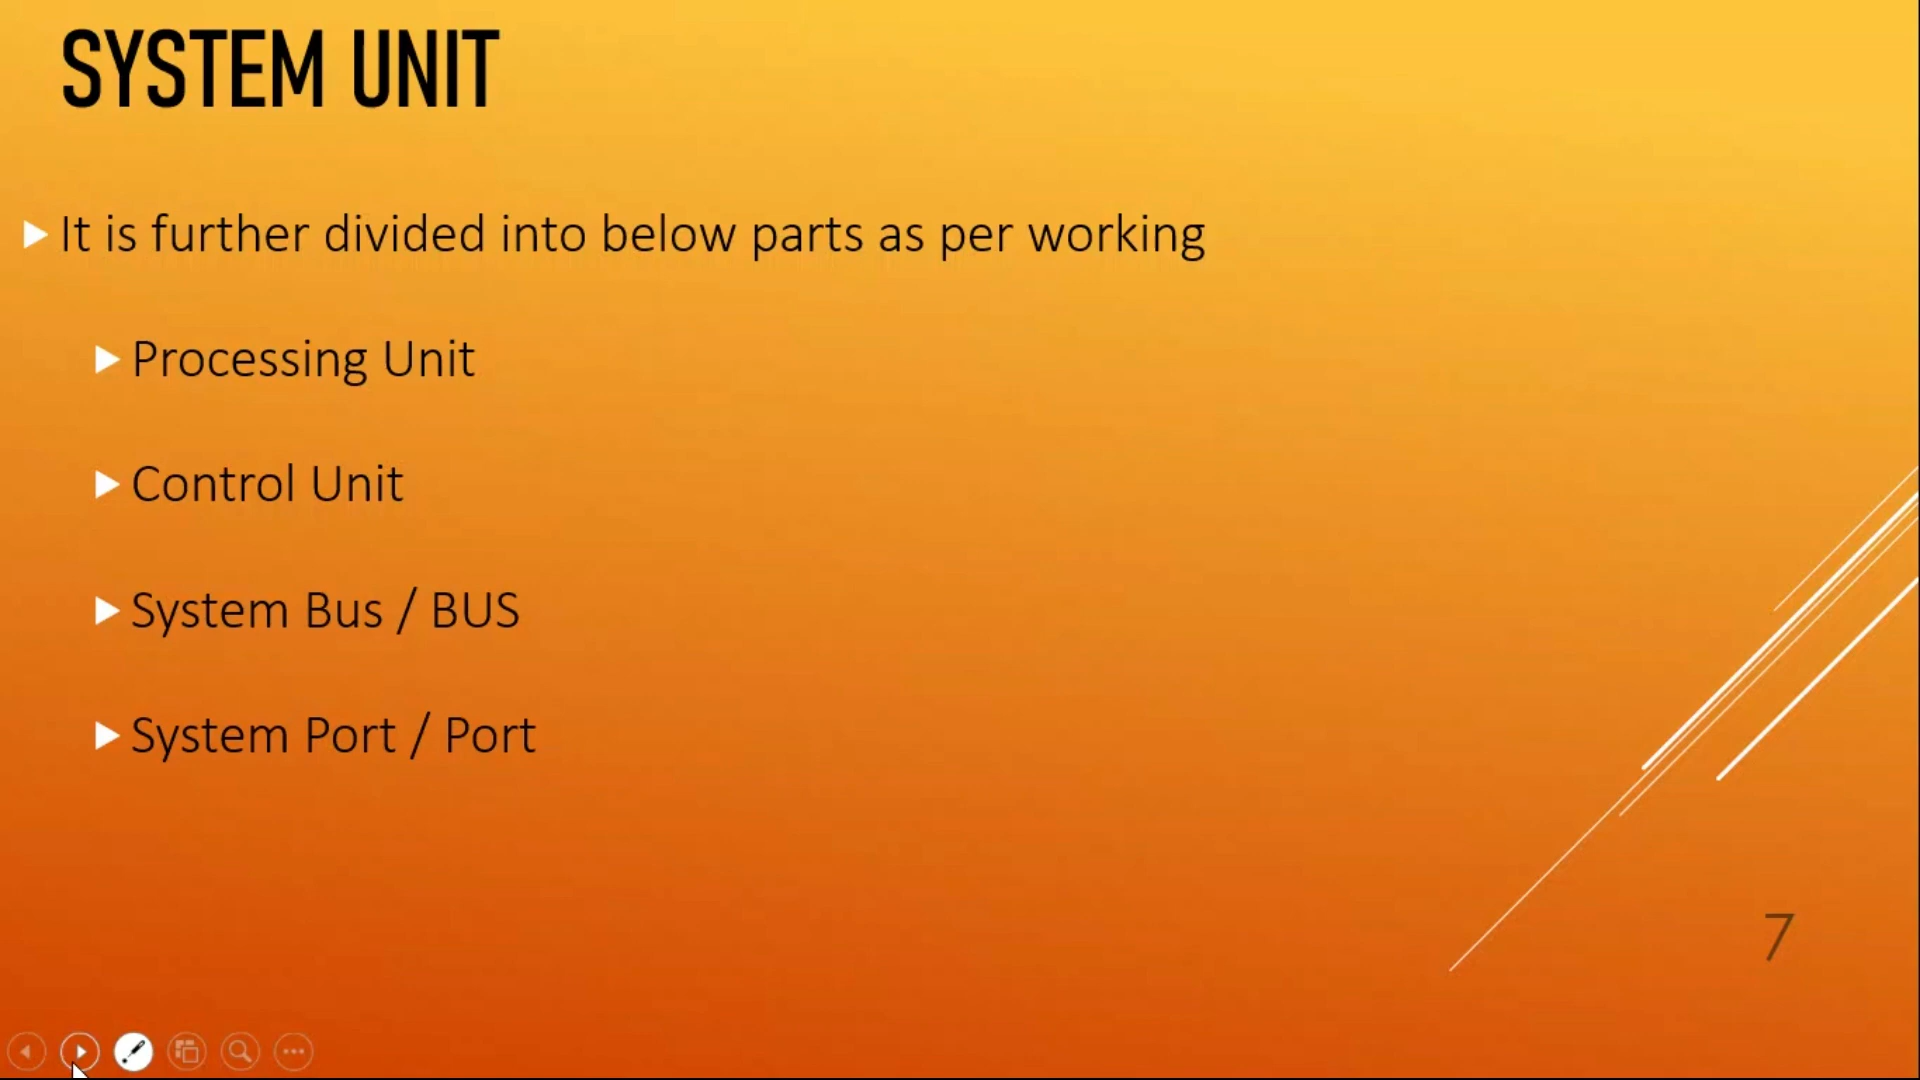 SYSTEM UNIT
It is further divided into below parts as per working
Processing Unit
Control Unit
System Bus / BUS
System Port / Port
7